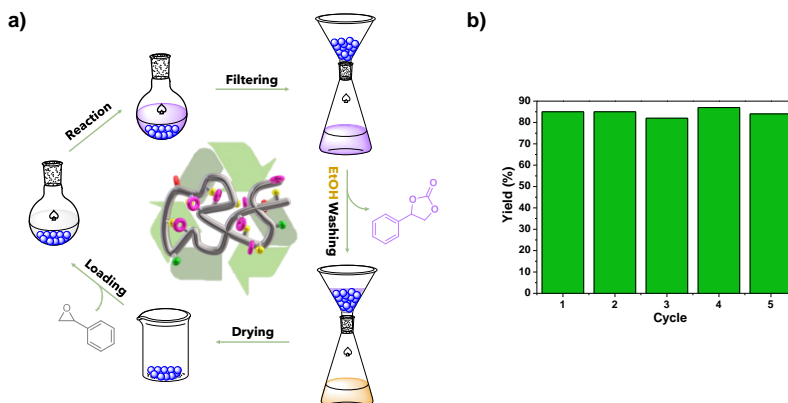 a)
Reaction
Filtering
EtOH Washing
O
O
O
Drying
Loading
O
b)
Yield (%)
90
80
70
60
50
40
30
20
10
0
1 2 3 4 5
Cycle